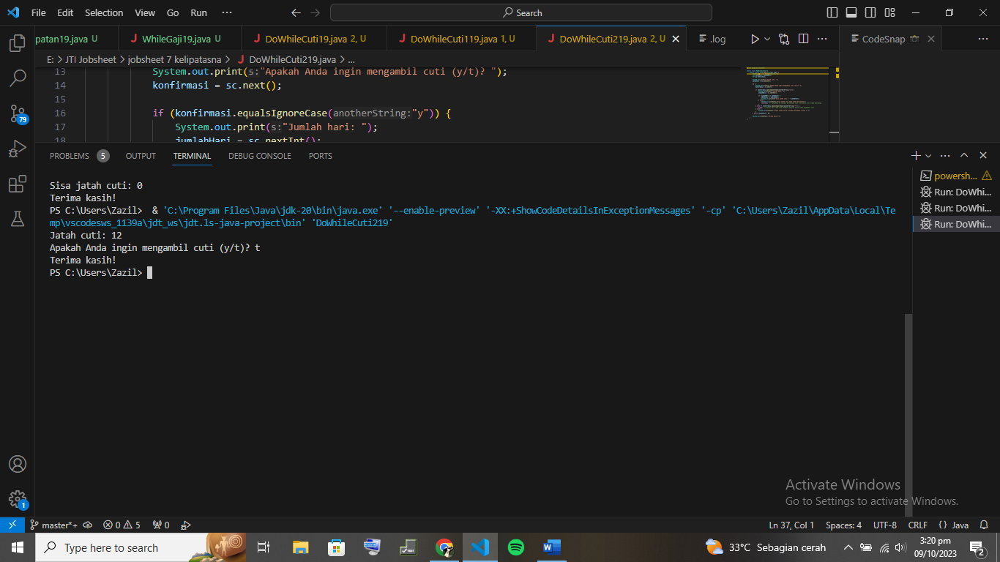 File Edit Selection View Go Run ··· Search
patan19.java U WhileGaji19.java U DoWhileCuti19.java 2, U DoWhileCuti119.java 1, U DoWhileCuti219.java 2, U .log CodeSnap
E: > JTI Jobsheet > jobsheet 7 kelipatasna > DoWhileCuti219.java > ...
13 System.out.print(s:"Apakah Anda ingin mengambil cuti (y/t)? ");
14 konfirmasi = sc.next();
15
16 if (konfirmasi.equalsIgnoreCase(anotherString:"y")) {
17 System.out.print(s:"Jumlah hari: ");
18 jumlahHari = sc.nextInt();
PROBLEMS 5 OUTPUT TERMINAL DEBUG CONSOLE PORTS
Sisa jatah cuti: 0
Terima kasih!
PS C:\Users\Zazil> & 'C:\Program Files\Java\jdk-20\bin\java.exe' '--enable-preview' '-XX:+ShowCodeDetailsInExceptionMessages' '-cp' 'C:\Users\Zazil\AppData\Local\Te
mp\vscodesws_1139a\jdt_ws\jdt.ls-java-project\bin' 'DoWhileCuti219'
Jatah cuti: 12
Apakah Anda ingin mengambil cuti (y/t)? t
Terima kasih!
PS C:\Users\Zazil>
powersh...
Run: DoWhi...
Run: DoWhi...
Run: DoWhi...
79
1
Activate Windows
Go to Settings to activate Windows.
master*+ 0 5 0 Ln 37, Col 1 Spaces: 4 UTF-8 CRLF {} Java
Type here to search 33°C Sebagian cerah 3:20 pm
09/10/2023 2